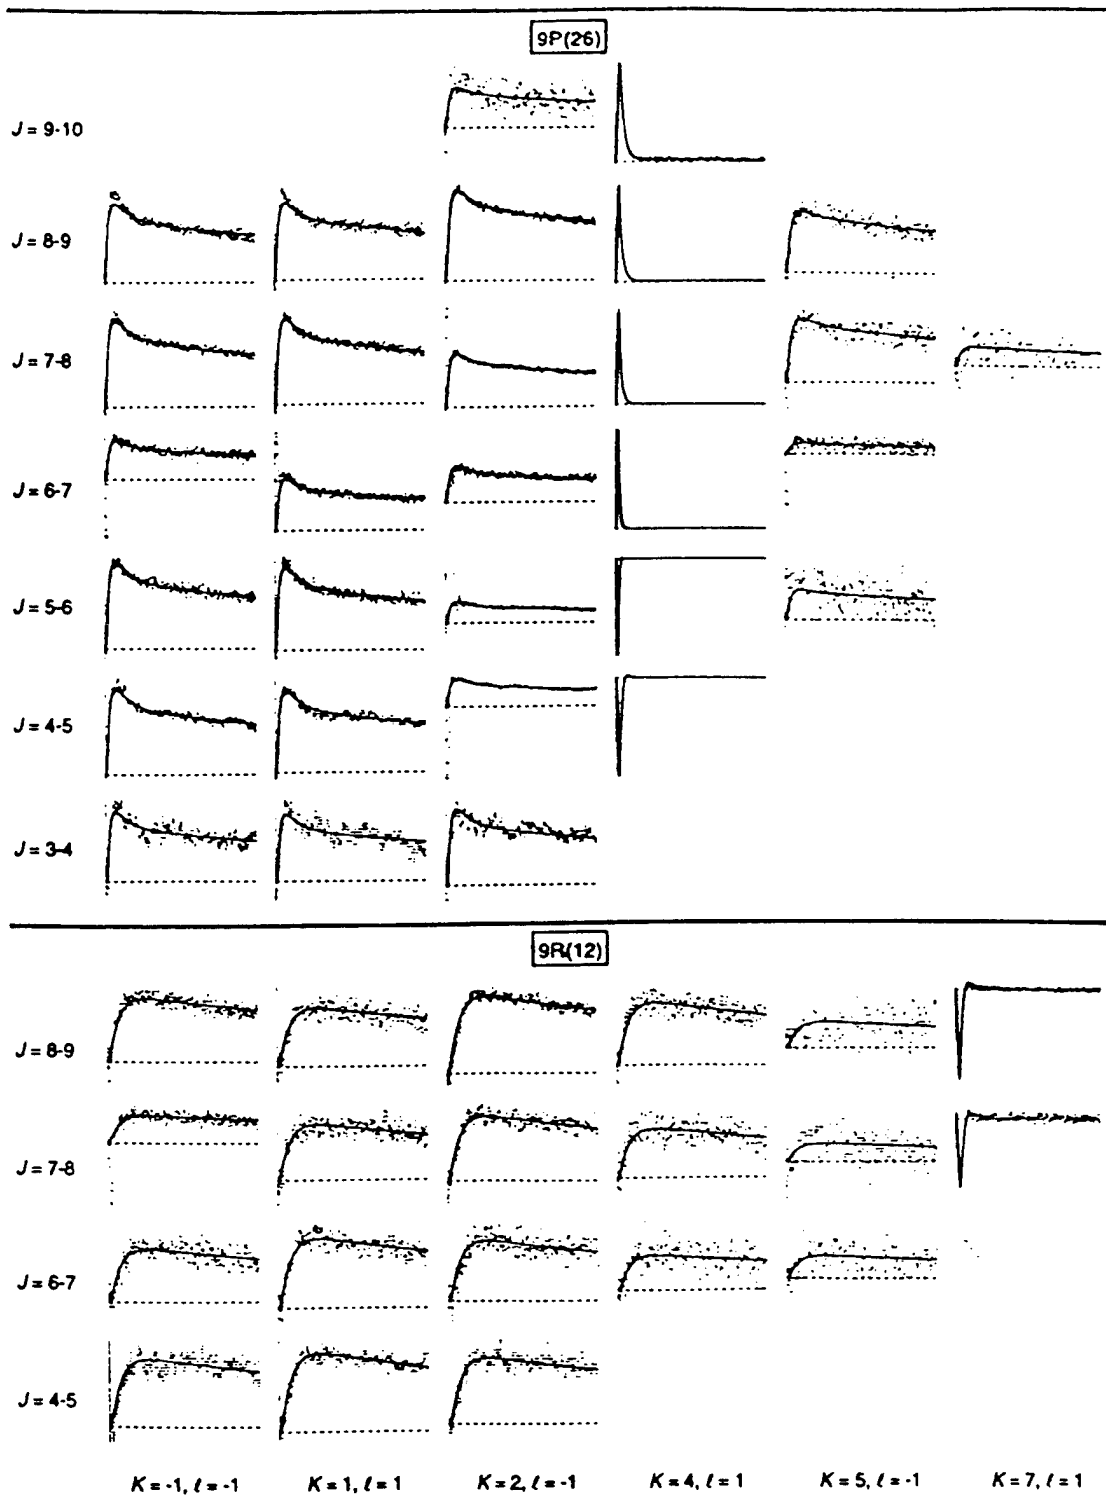 9P(26)
J = 9-10
J = 8-9
J = 7-8
J = 6-7
J = 5-6
J = 4-5
J = 3-4
9R(12)
J = 8-9
J = 7-8
J = 6-7
J = 4-5
K = -1, ℓ = -1 K = 1, ℓ = 1 K = 2, ℓ = -1 K = 4, ℓ = 1 K = 5, ℓ = -1 K = 7, ℓ = 1